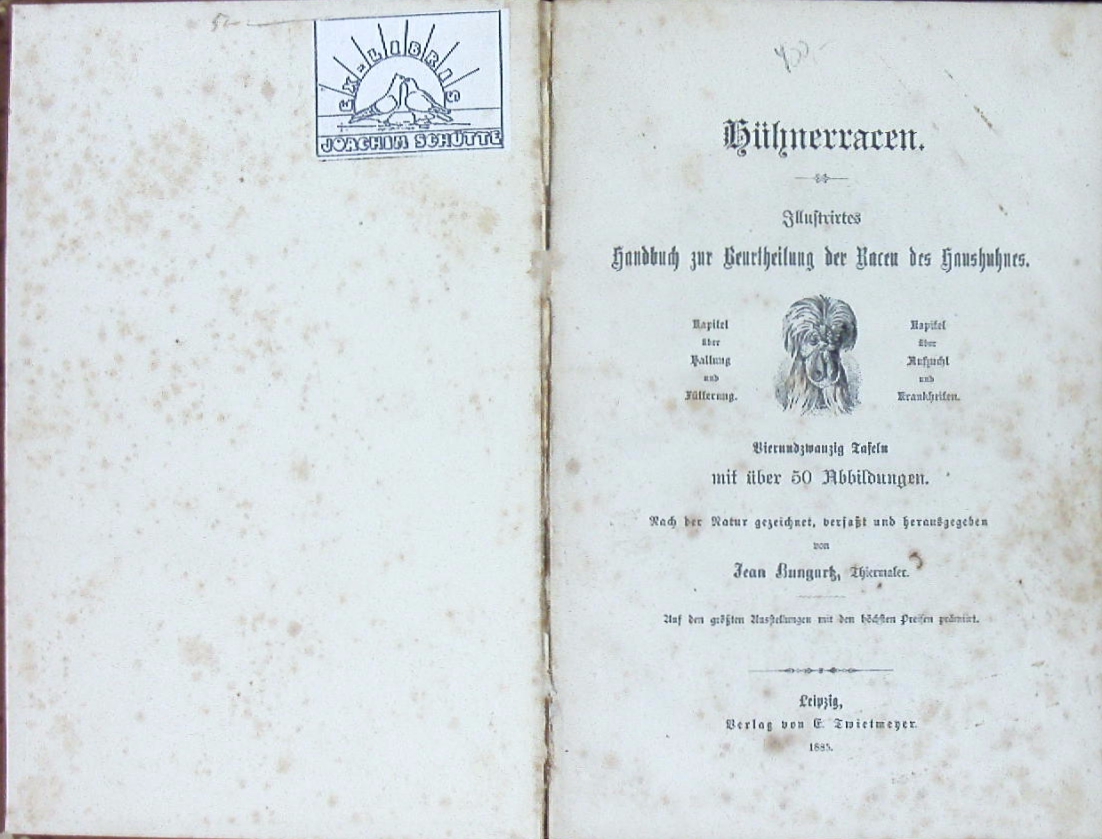 EX-LIBRIS
JOACHIM SCHÜTTE
400-
Hühnerracen.
Illustrirtes
Handbuch zur Beurtheilung der Racen des Haushuhnes.
Kapitel
über
Haltung
und
Fütterung.
Kapitel
über
Aufzucht
und
Krankheiten.
Vierundzwanzig Tafeln
mit über 50 Abbildungen.
Nach der Natur gezeichnet, verfaßt und herausgegeben
von
Jean Bungartz, Thiermaler.
Auf den größten Ausstellungen mit den höchsten Preisen prämiirt.
Leipzig,
Verlag von E. Twietmeyer.
1885.